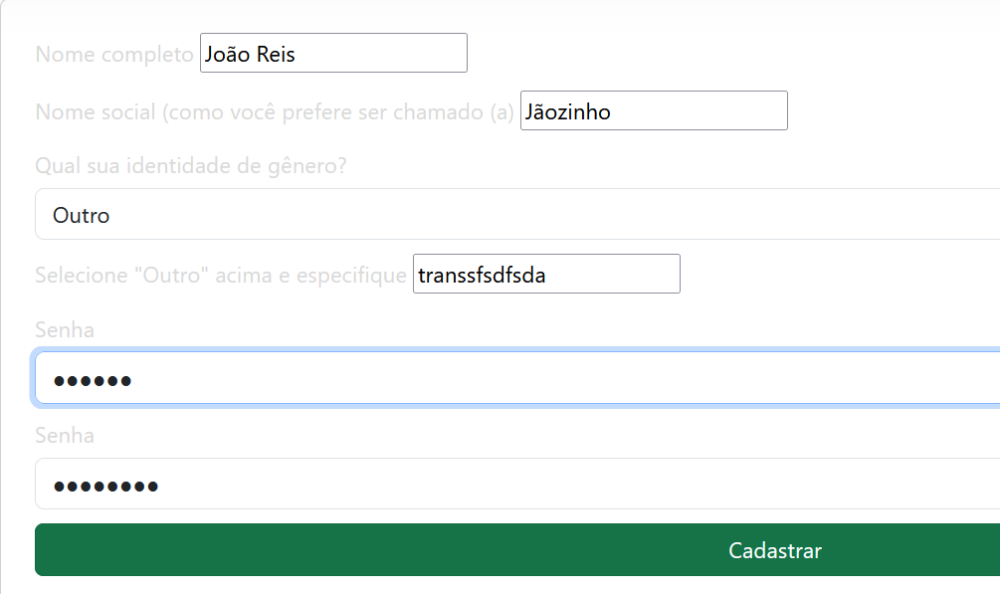 Nome completo João Reis
Nome social (como você prefere ser chamado (a) Jãozinho
Qual sua identidade de gênero?
Outro
Selecione "Outro" acima e especifique transsfsdfsda
Senha
●●●●●●
Senha
●●●●●●●●
Cadastrar